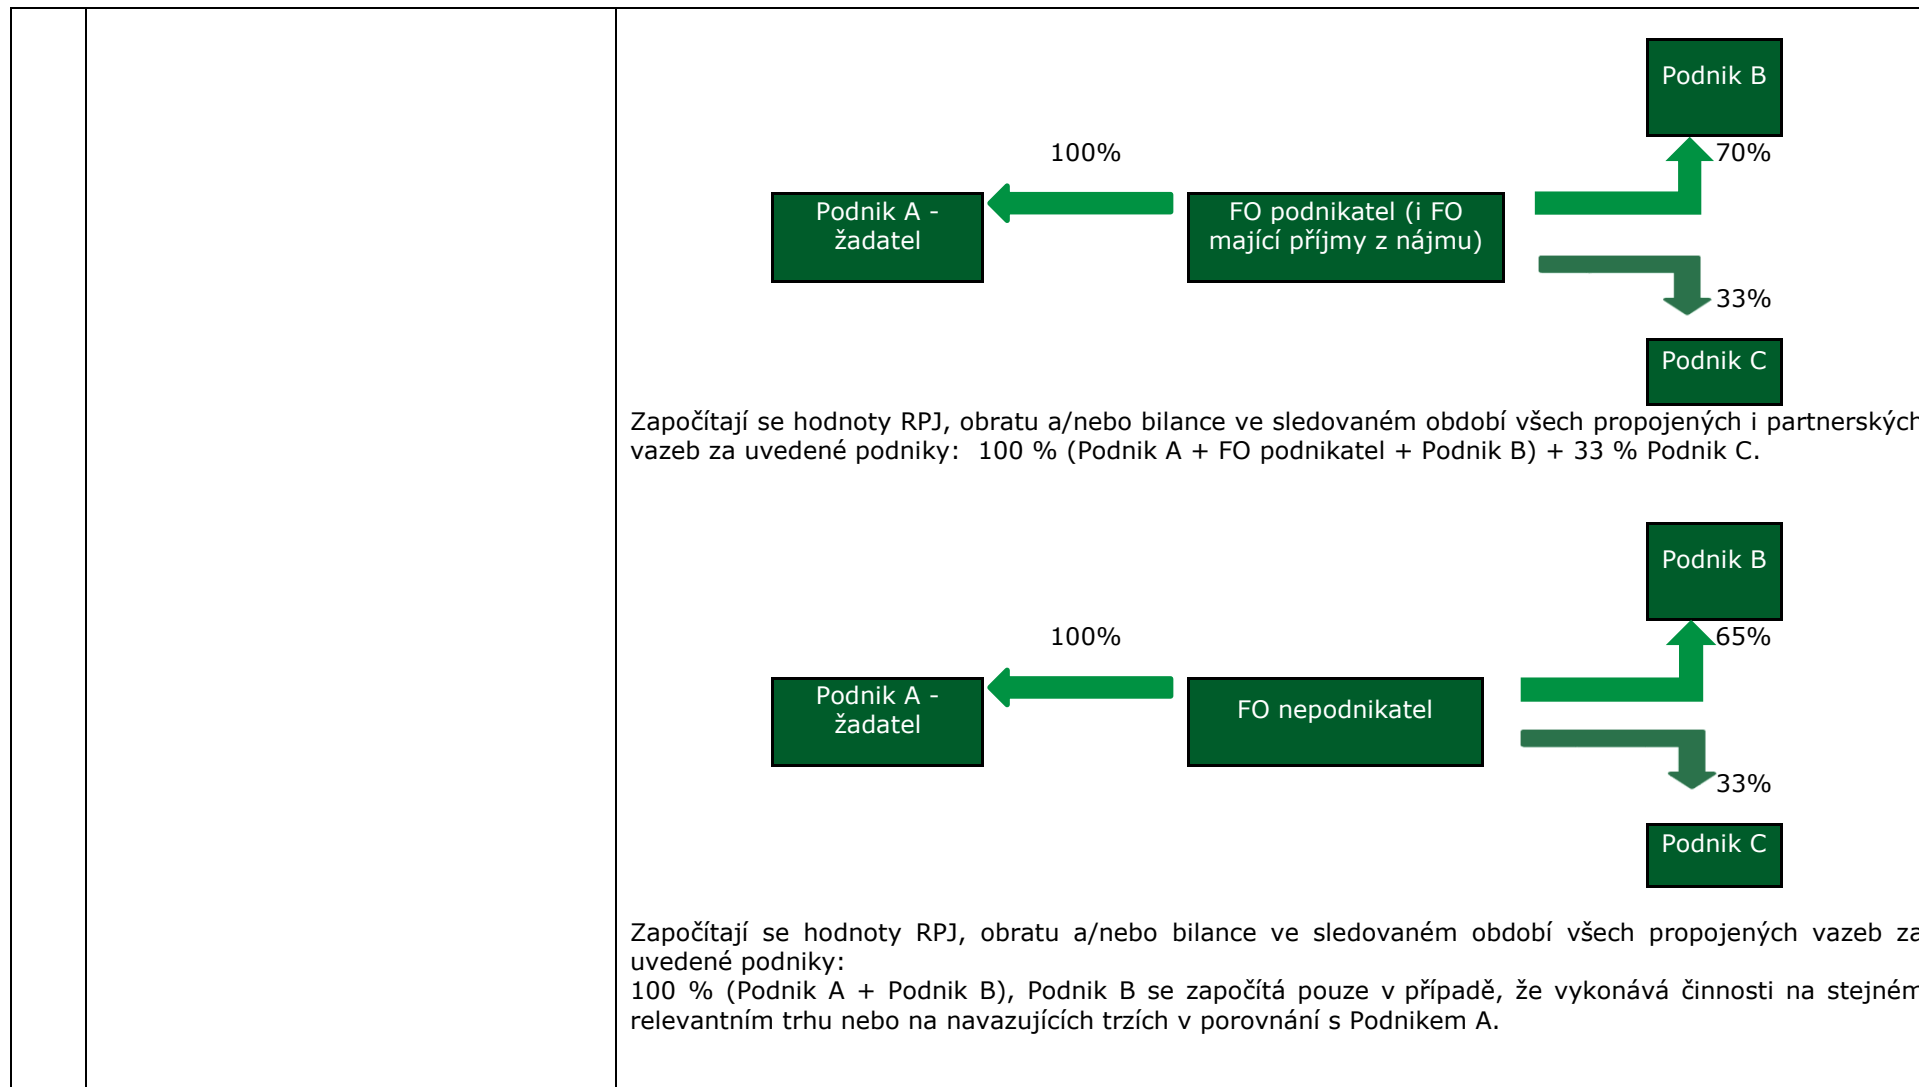 Podnik B
100%
70%
Podnik A -
žadatel
FO podnikatel (i FO
mající příjmy z nájmu)
33%
Podnik C
Započítají se hodnoty RPJ, obratu a/nebo bilance ve sledovaném období všech propojených i partnerských
vazeb za uvedené podniky: 100 % (Podnik A + FO podnikatel + Podnik B) + 33 % Podnik C.
Podnik B
100%
65%
Podnik A -
žadatel
FO nepodnikatel
33%
Podnik C
Započítají se hodnoty RPJ, obratu a/nebo bilance ve sledovaném období všech propojených vazeb za
uvedené podniky:
100 % (Podnik A + Podnik B), Podnik B se započítá pouze v případě, že vykonává činnosti na stejném
relevantním trhu nebo na navazujících trzích v porovnání s Podnikem A.